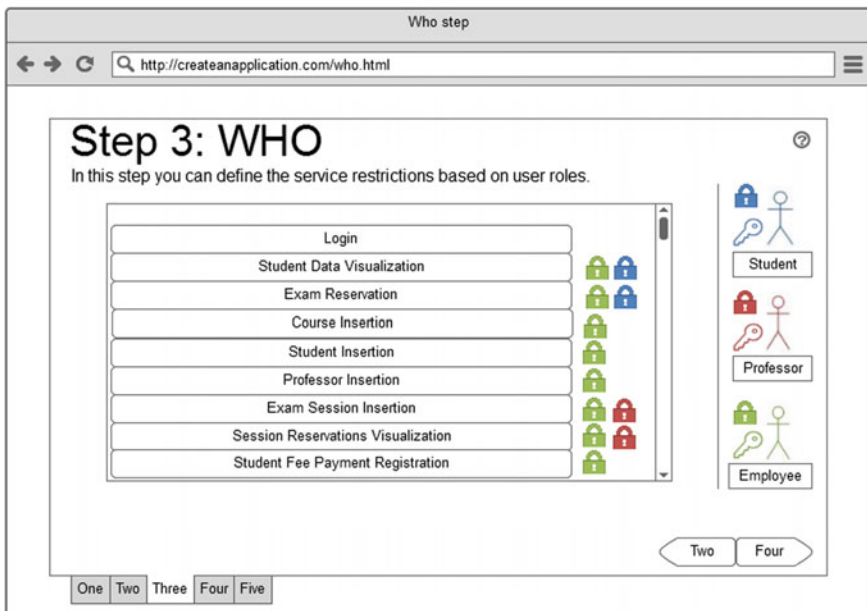 Who step
http://createanapplication.com/who.html
Step 3: WHO
In this step you can define the service restrictions based on user roles.
Login
Student Data Visualization
Exam Reservation
Course Insertion
Student Insertion
Professor Insertion
Exam Session Insertion
Session Reservations Visualization
Student Fee Payment Registration
Student
Professor
Employee
Two
Four
One
Two
Three
Four
Five